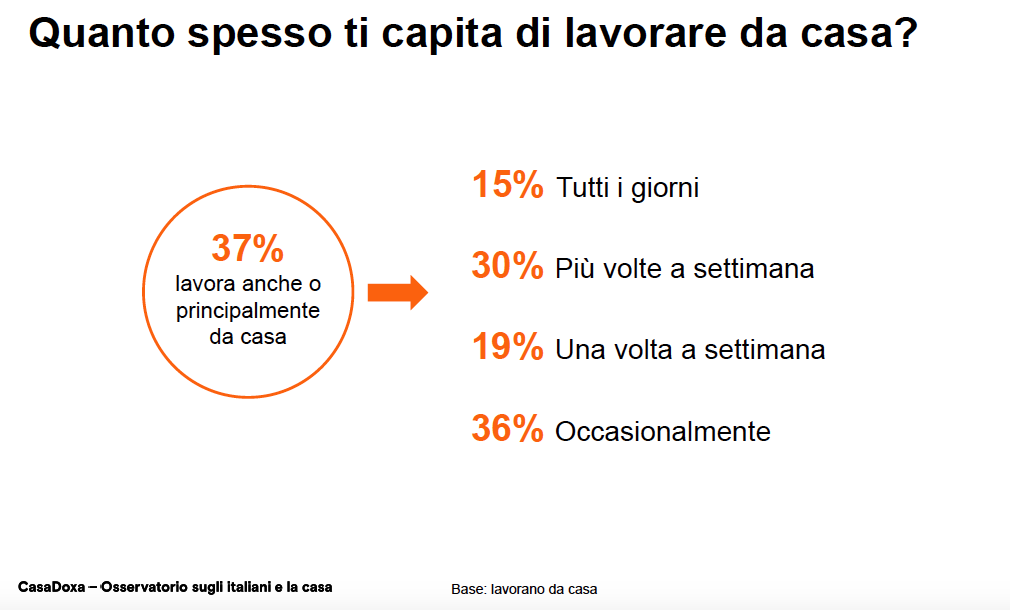 Quanto spesso ti capita di lavorare da casa?
37%
lavora anche o
principalmente
da casa
15% Tutti i giorni
30% Più volte a settimana
19% Una volta a settimana
36% Occasionalmente
CasaDoxa – Osservatorio sugli italiani e la casa
Base: lavorano da casa